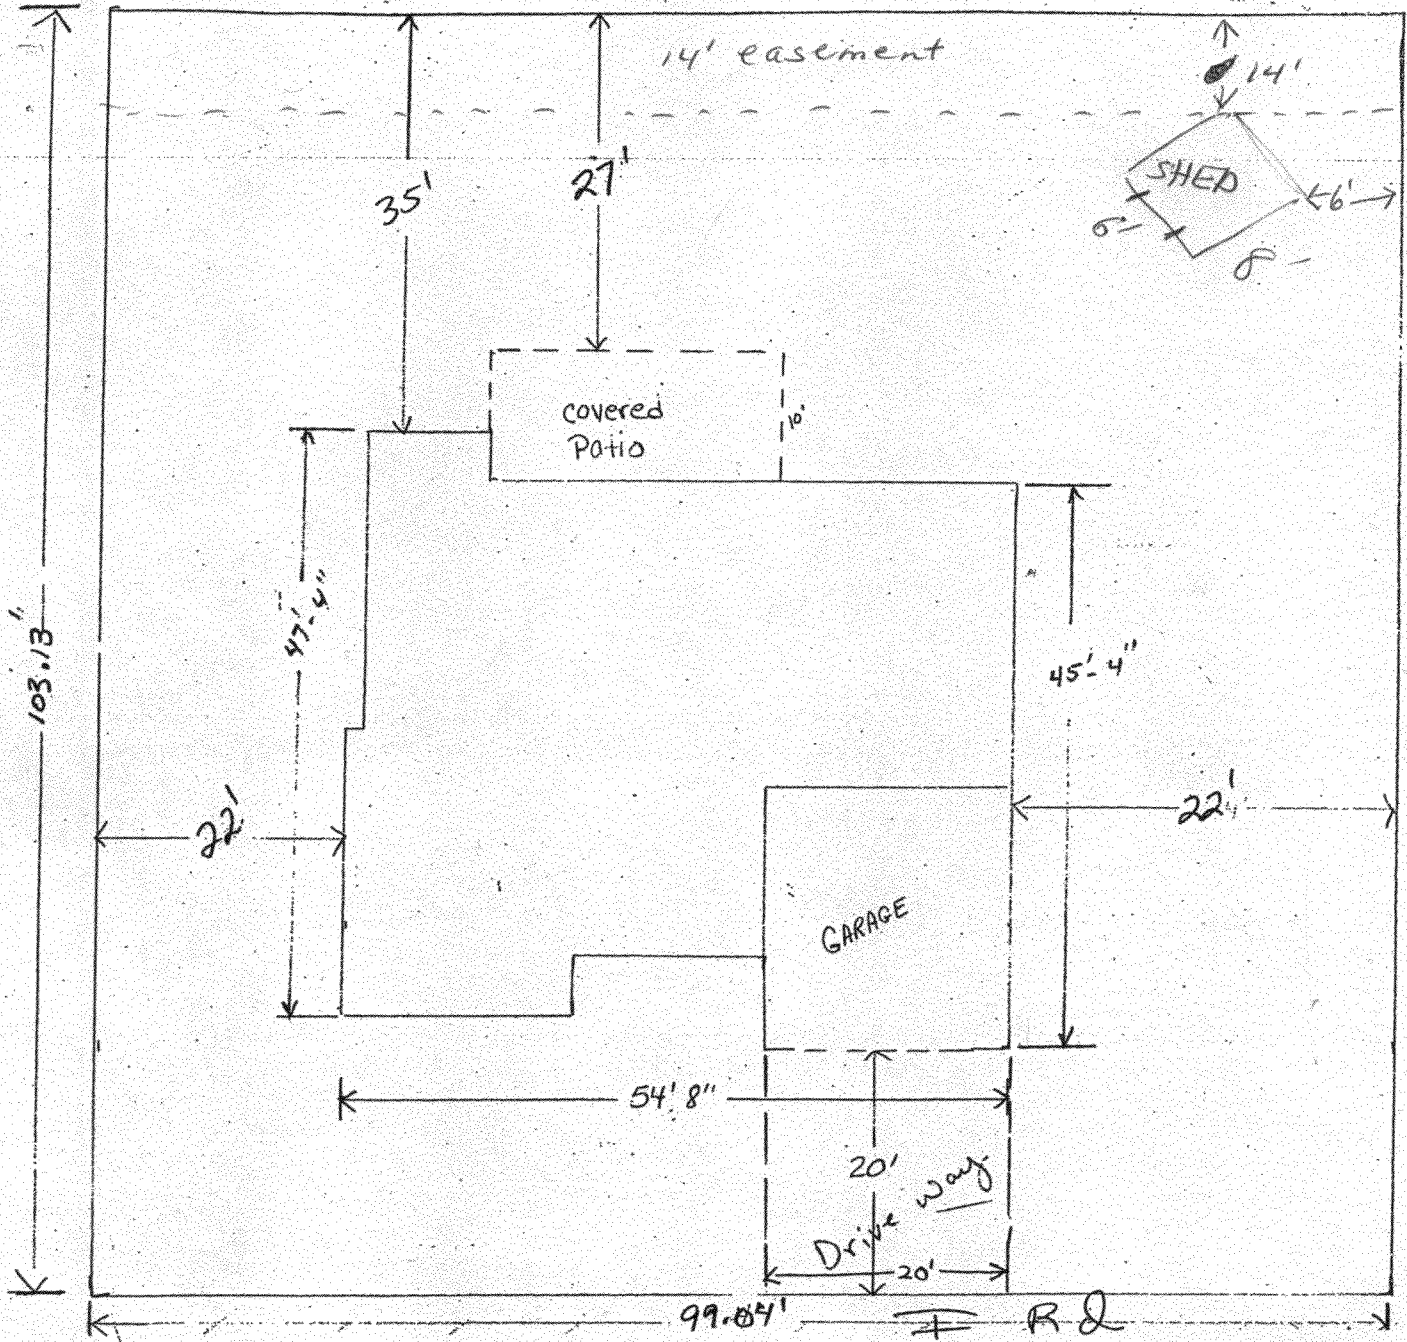 14' easement
14'
35'
27'
SHED
6'
6'-
8-
covered
Patio
10'
47'-4"
103.13'
45'-4"
22'
22'
GARAGE
54' 8"
20'
Drive way
20'
99.04'
I Rd